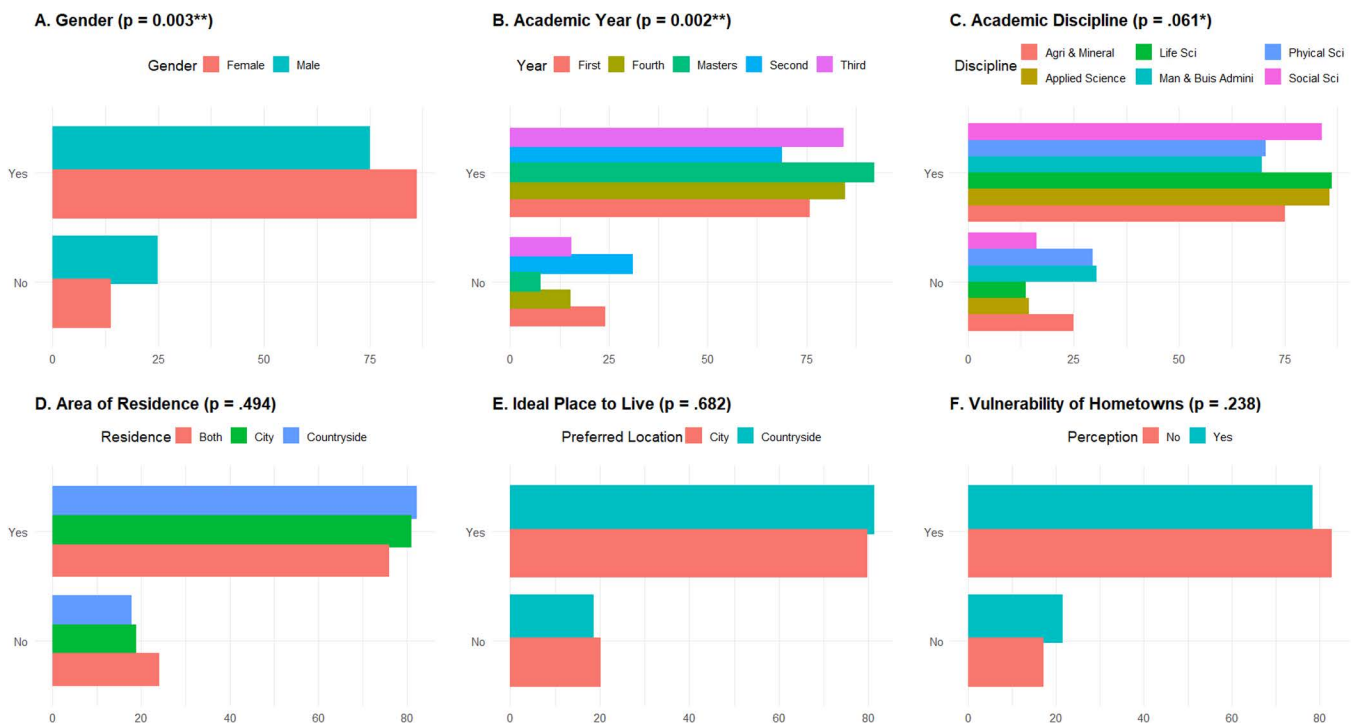 A. Gender (p = 0.003**)
Gender Female Male
Yes
No
0 25 50 75
B. Academic Year (p = 0.002**)
Year First Fourth Masters Second Third
Yes
No
0 25 50 75
C. Academic Discipline (p = .061*)
Discipline
Agri & Mineral Life Sci Phyical Sci
Applied Science Man & Buis Admini Social Sci
Yes
No
0 25 50 75
D. Area of Residence (p = .494)
Residence Both City Countryside
Yes
No
0 20 40 60 80
E. Ideal Place to Live (p = .682)
Preferred Location City Countryside
Yes
No
0 20 40 60 80
F. Vulnerability of Hometowns (p = .238)
Perception No Yes
Yes
No
0 20 40 60 80